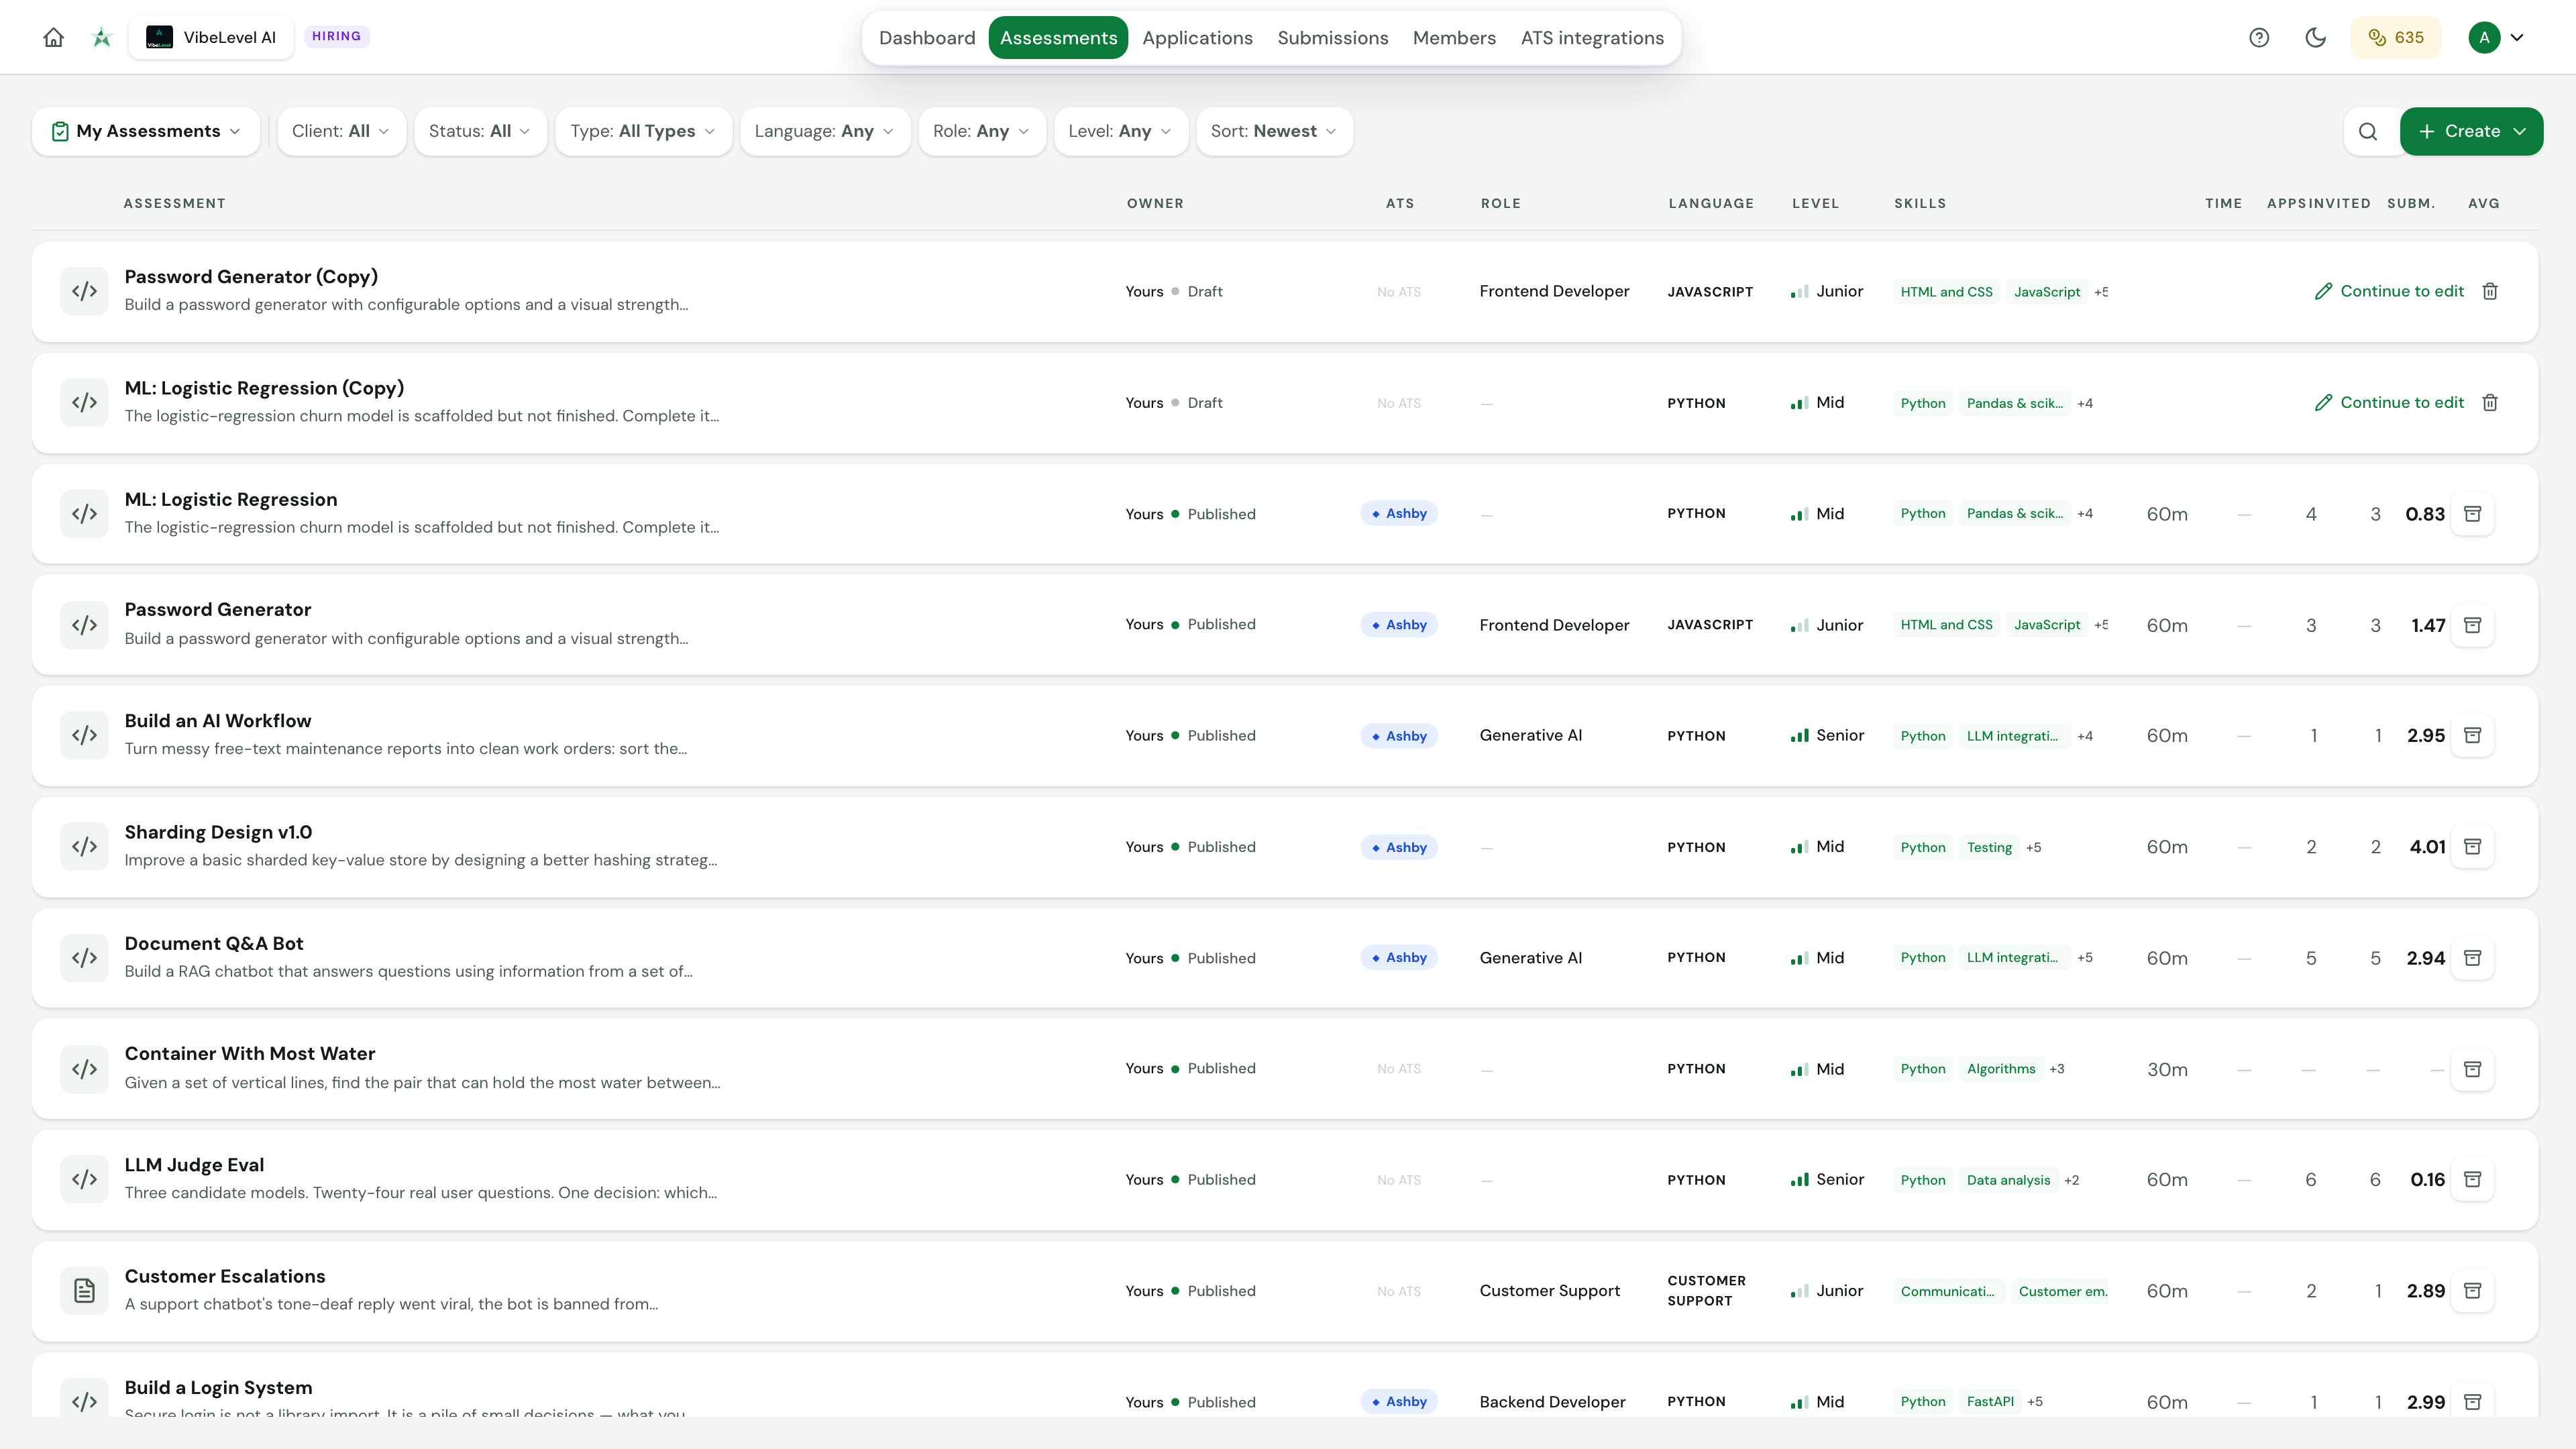 VibeLevel AI
HIRING
Dashboard
Assessments
Applications
Submissions
Members
ATS integrations
635
A
My Assessments
Client: All
Status: All
Type: All Types
Language: Any
Role: Any
Level: Any
Sort: Newest
+ Create
ASSESSMENT OWNER ATS ROLE LANGUAGE LEVEL SKILLS TIME APPS INVITED SUBM. AVG
Password Generator (Copy)
Build a password generator with configurable options and a visual strength...
Yours Draft No ATS Frontend Developer JAVASCRIPT Junior HTML and CSS JavaScript +5 Continue to edit
ML: Logistic Regression (Copy)
The logistic-regression churn model is scaffolded but not finished. Complete it...
Yours Draft No ATS — PYTHON Mid Python Pandas & scik... +4 Continue to edit
ML: Logistic Regression
The logistic-regression churn model is scaffolded but not finished. Complete it...
Yours Published Ashby — PYTHON Mid Python Pandas & scik... +4 60m — 4 3 0.83
Password Generator
Build a password generator with configurable options and a visual strength...
Yours Published Ashby Frontend Developer JAVASCRIPT Junior HTML and CSS JavaScript +5 60m — 3 3 1.47
Build an AI Workflow
Turn messy free-text maintenance reports into clean work orders: sort the...
Yours Published Ashby Generative AI PYTHON Senior Python LLM integrati... +4 60m — 1 1 2.95
Sharding Design v1.0
Improve a basic sharded key-value store by designing a better hashing strateg...
Yours Published Ashby — PYTHON Mid Python Testing +5 60m — 2 2 4.01
Document Q&A Bot
Build a RAG chatbot that answers questions using information from a set of...
Yours Published Ashby Generative AI PYTHON Mid Python LLM integrati... +5 60m — 5 5 2.94
Container With Most Water
Given a set of vertical lines, find the pair that can hold the most water between...
Yours Published No ATS — PYTHON Mid Python Algorithms +3 30m — — — —
LLM Judge Eval
Three candidate models. Twenty-four real user questions. One decision: which...
Yours Published No ATS — PYTHON Senior Python Data analysis +2 60m — 6 6 0.16
Customer Escalations
A support chatbot's tone-deaf reply went viral, the bot is banned from...
Yours Published No ATS Customer Support CUSTOMER SUPPORT Junior Communicati... Customer em. 60m — 2 1 2.89
Build a Login System
Secure login is not a library import. It is a pile of small decisions — what you
Yours Published Ashby Backend Developer PYTHON Mid Python FastAPI +5 60m — 1 1 2.99